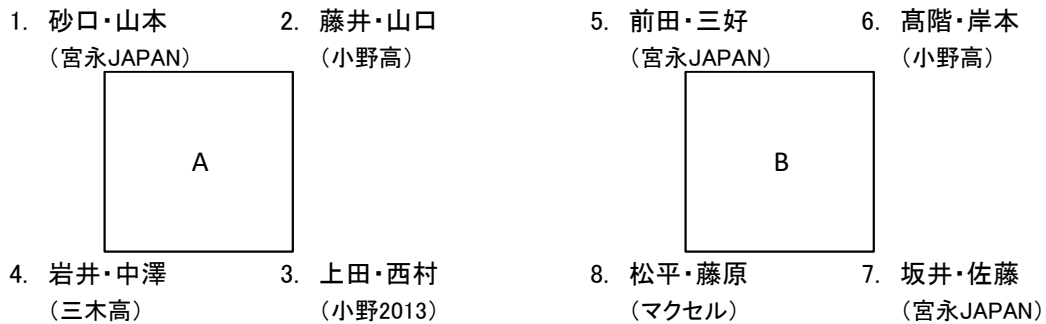 1. 砂口・山本 2. 藤井・山口 5. 前田・三好 6. 髙階・岸本
（宮永JAPAN） （小野高） （宮永JAPAN） （小野高）
A B
4. 岩井・中澤 3. 上田・西村 8. 松平・藤原 7. 坂井・佐藤
（三木高） （小野2013） （マクセル） （宮永JAPAN）